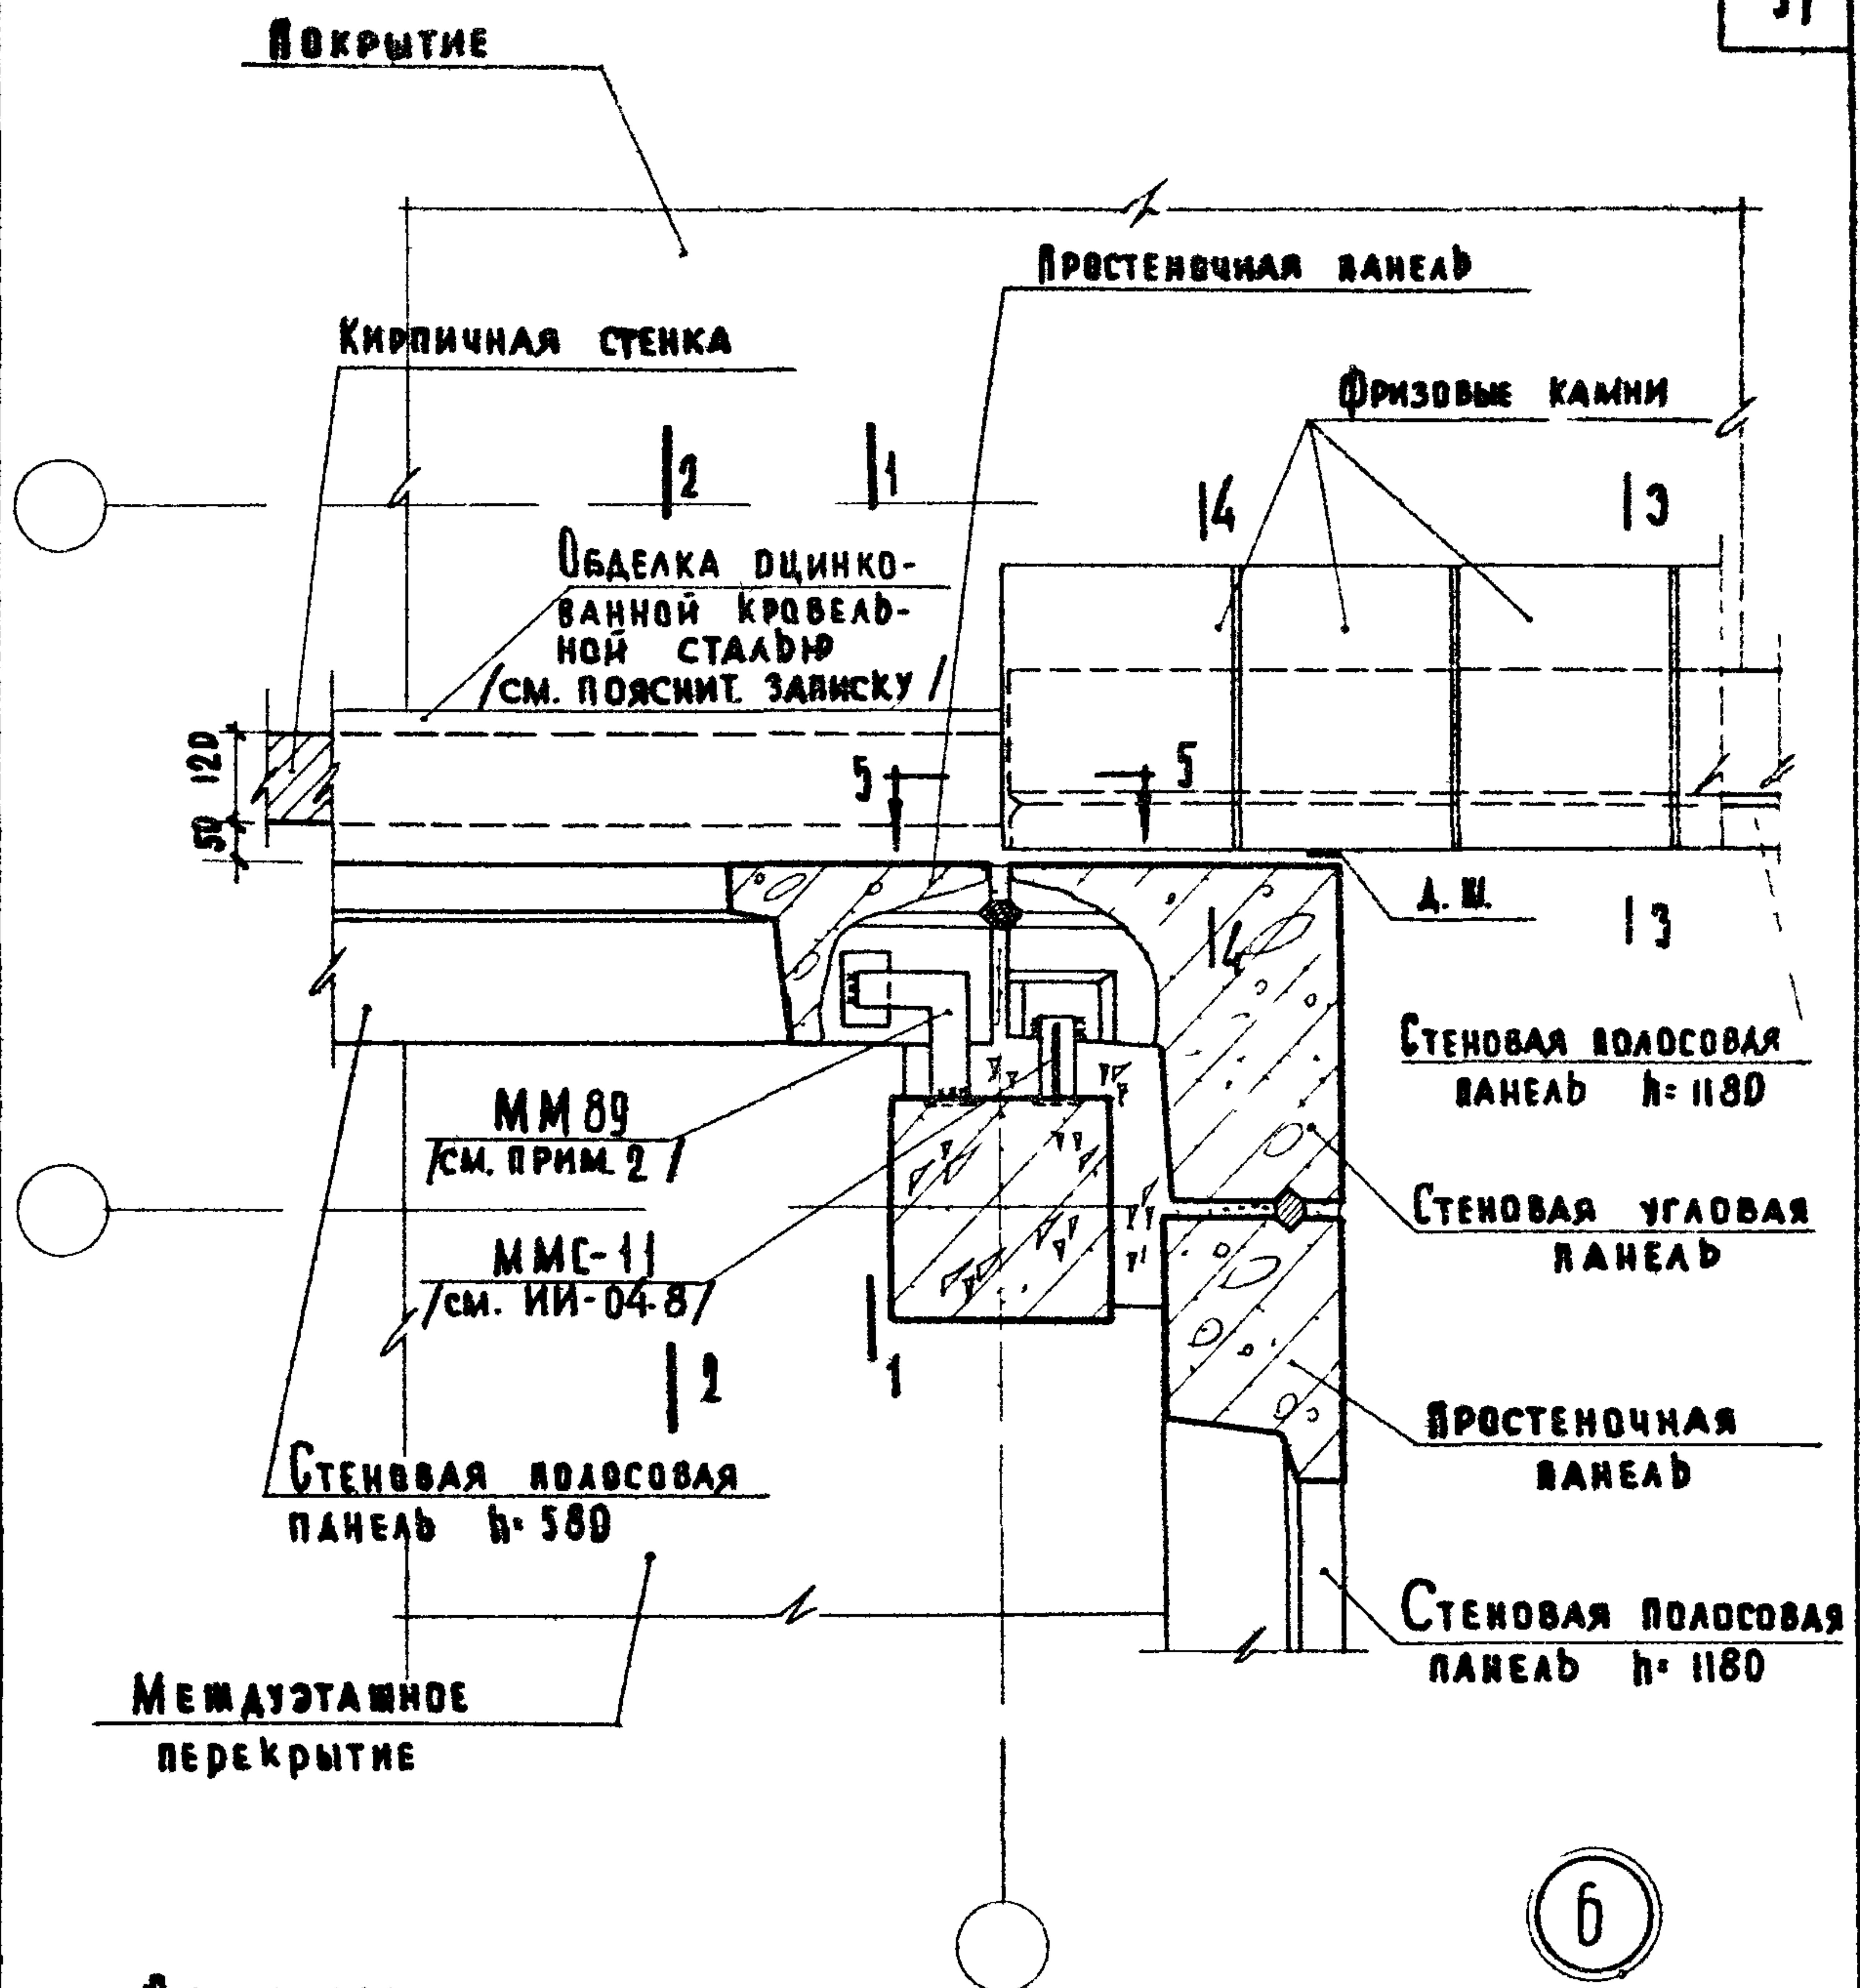 Покрытие
Простеночная панель
Кирпичная стенка
Фризовые камни
2
1
4
3
Обделка оцинко-
ванной кровель-
ной сталью
/см. пояснит. записку/
120
50
5
5
Д.Ш.
4
3
Стеновая полосовая
панель h=1180
ММ89
/см. прим. 2/
Стеновая угловая
панель
ММС-11
/см. ИИ-04-8/
2
1
Простеночная
панель
Стеновая полосовая
панель h=580
Стеновая полосовая
панель h=1180
Междуэтажное
перекрытие
6